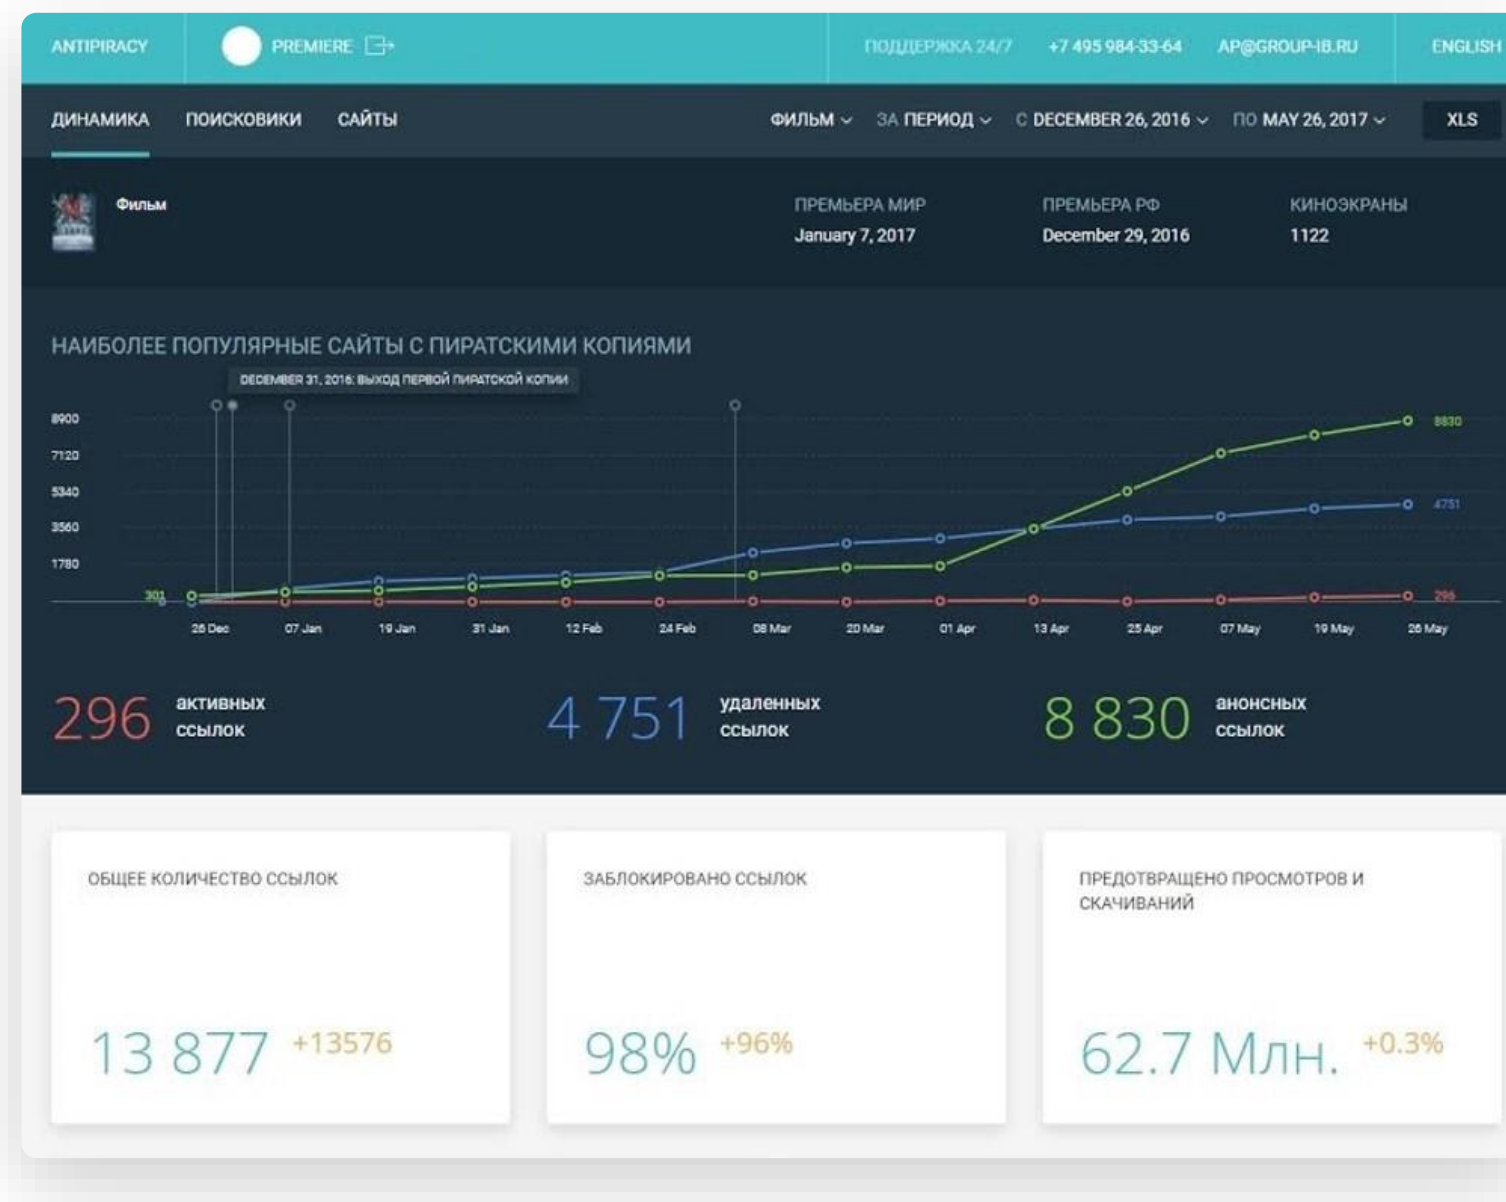 ANTIPIRACY
PREMIERE
ПОДДЕРЖКА 24/7
+7 495 984-33-64
AP@GROUP-IB.RU
ENGLISH
ДИНАМИКА
ПОИСКОВИКИ
САЙТЫ
ФИЛЬМ
ЗА ПЕРИОД
С DECEMBER 26, 2016
ПО MAY 26, 2017
XLS
Фильм
ПРЕМЬЕРА МИР
January 7, 2017
ПРЕМЬЕРА РФ
December 29, 2016
КИНОЭКРАНЫ
1122
НАИБОЛЕЕ ПОПУЛЯРНЫЕ САЙТЫ С ПИРАТСКИМИ КОПИЯМИ
DECEMBER 31, 2016: ВЫХОД ПЕРВОЙ ПИРАТСКОЙ КОПИИ
8900
7120
5340
3560
1780
301
8830
4751
296
26 Dec
07 Jan
19 Jan
31 Jan
12 Feb
24 Feb
08 Mar
20 Mar
01 Apr
13 Apr
25 Apr
07 May
19 May
26 May
296
активных
ссылок
4 751
удаленных
ссылок
8 830
анонсных
ссылок
ОБЩЕЕ КОЛИЧЕСТВО ССЫЛОК
13 877 +13576
ЗАБЛОКИРОВАНО ССЫЛОК
98% +96%
ПРЕДОТВРАЩЕНО ПРОСМОТРОВ И
СКАЧИВАНИЙ
62.7 Млн. +0.3%